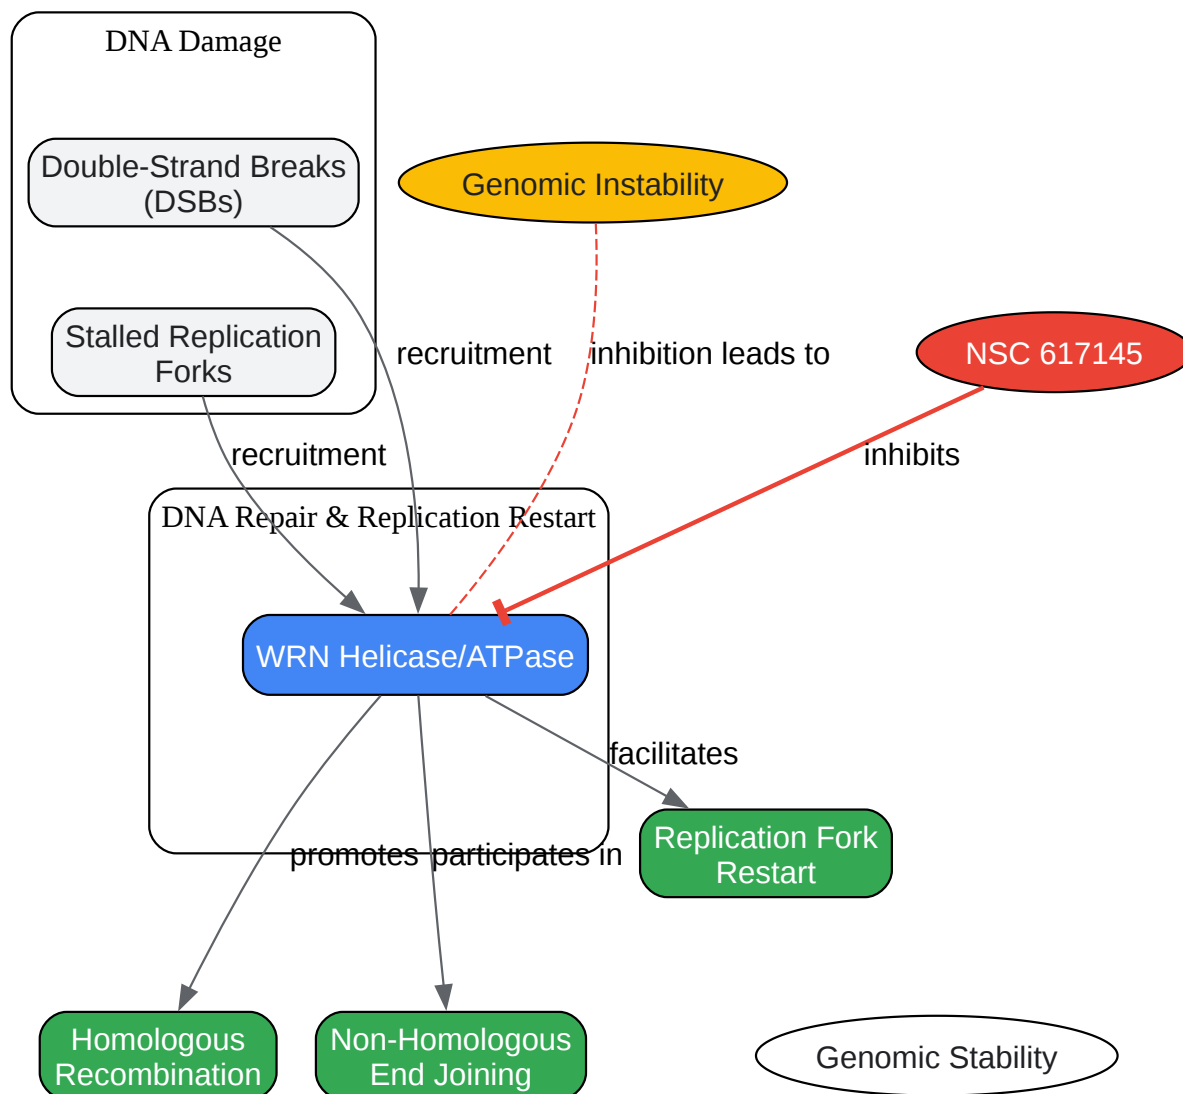 DNA Damage
Double-Strand Breaks
(DSBs)
Genomic Instability
Stalled Replication
Forks
recruitment
inhibition leads to
NSC 617145
recruitment
inhibits
DNA Repair & Replication Restart
WRN Helicase/ATPase
facilitates
Replication Fork
Restart
promotes
participates in
Homologous
Recombination
Non-Homologous
End Joining
Genomic Stability